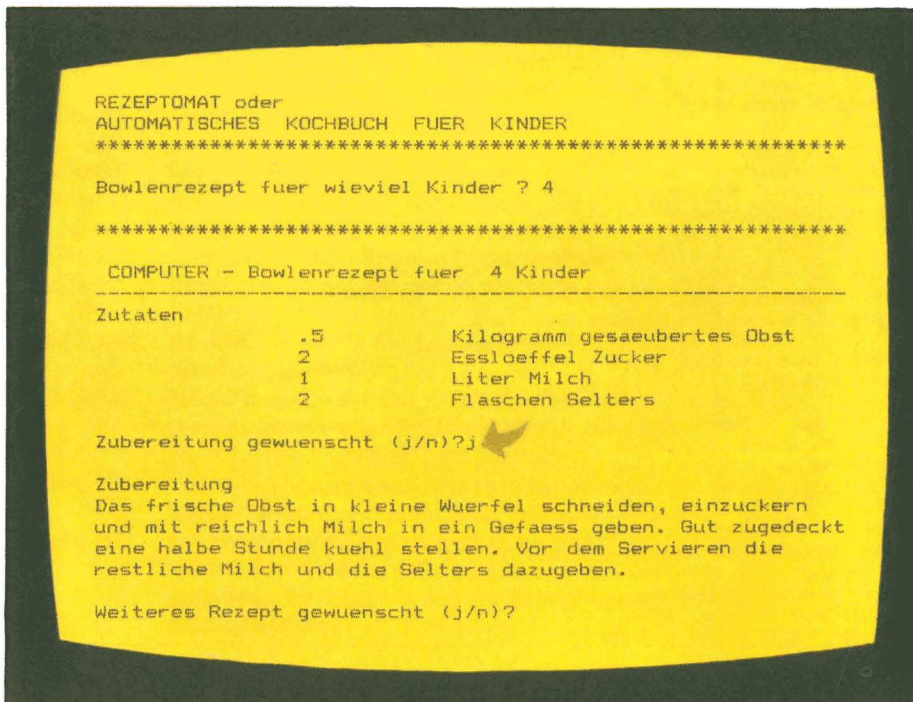 REZEPTOMAT oder
AUTOMATISCHES KOCHBUCH FUER KINDER
************************************************************
Bowlenrezept fuer wieviel Kinder ? 4
************************************************************
COMPUTER - Bowlenrezept fuer 4 Kinder
------------------------------------------------------------
Zutaten
.5 Kilogramm gesaeubertes Obst
2 Essloeffel Zucker
1 Liter Milch
2 Flaschen Selters
Zubereitung gewuenscht (j/n)?j
Zubereitung
Das frische Obst in kleine Wuerfel schneiden, einzuckern
und mit reichlich Milch in ein Gefaess geben. Gut zugedeckt
eine halbe Stunde kuehl stellen. Vor dem Servieren die
restliche Milch und die Selters dazugeben.
Weiteres Rezept gewuenscht (j/n)?